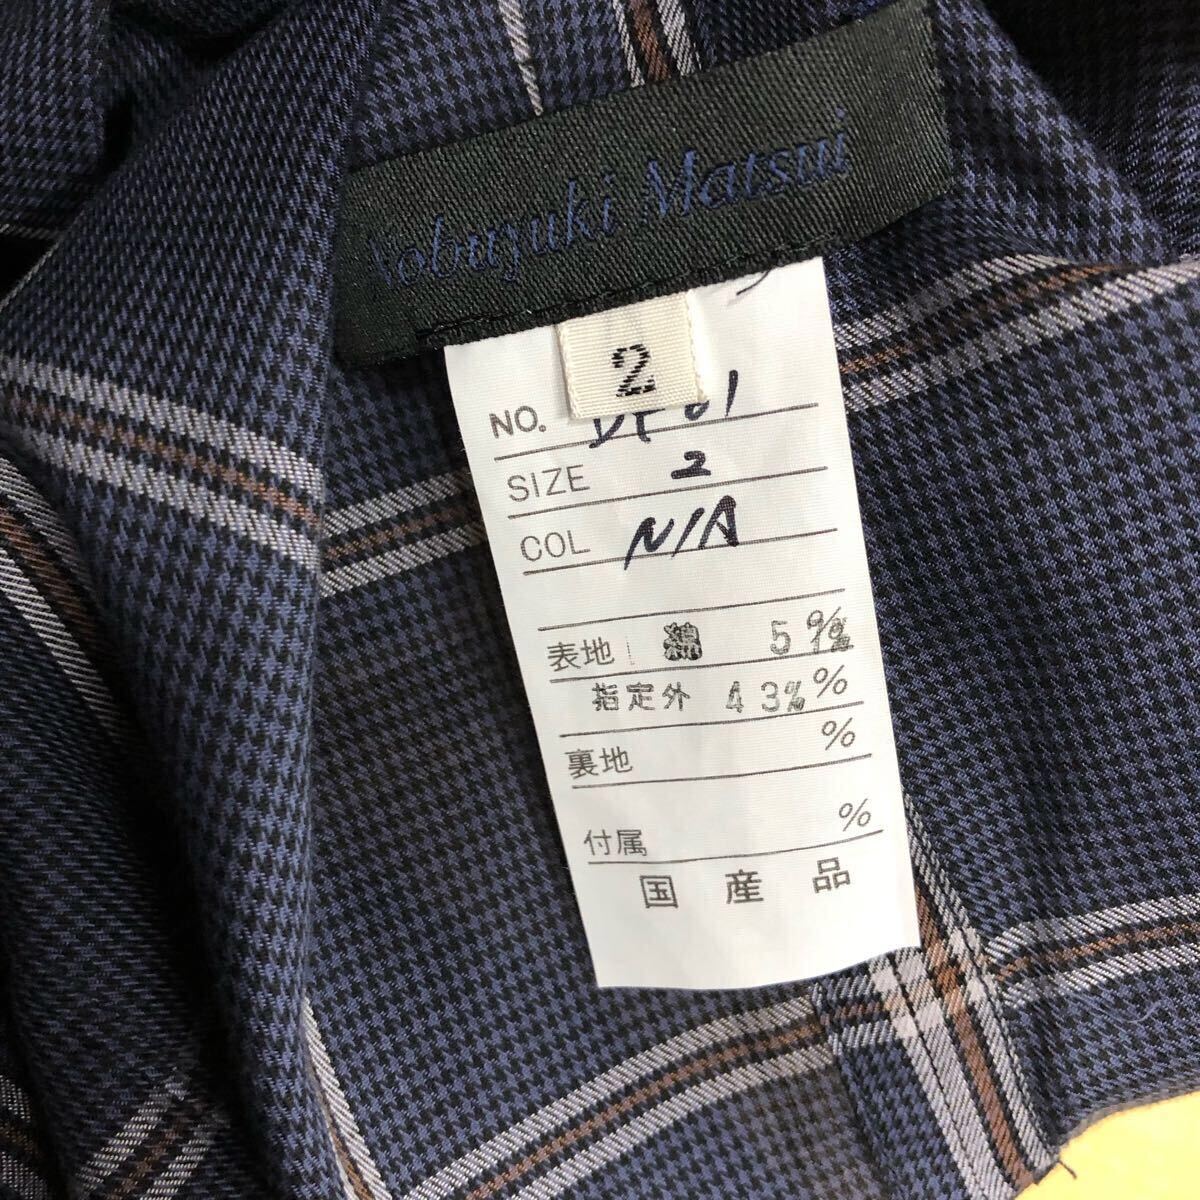 Nobuyuki Matsui
2
NO.
SIZE 2
COL N/A
表地 綿 5 %
指定外 43% %
裏地 %
付属 %
国産品